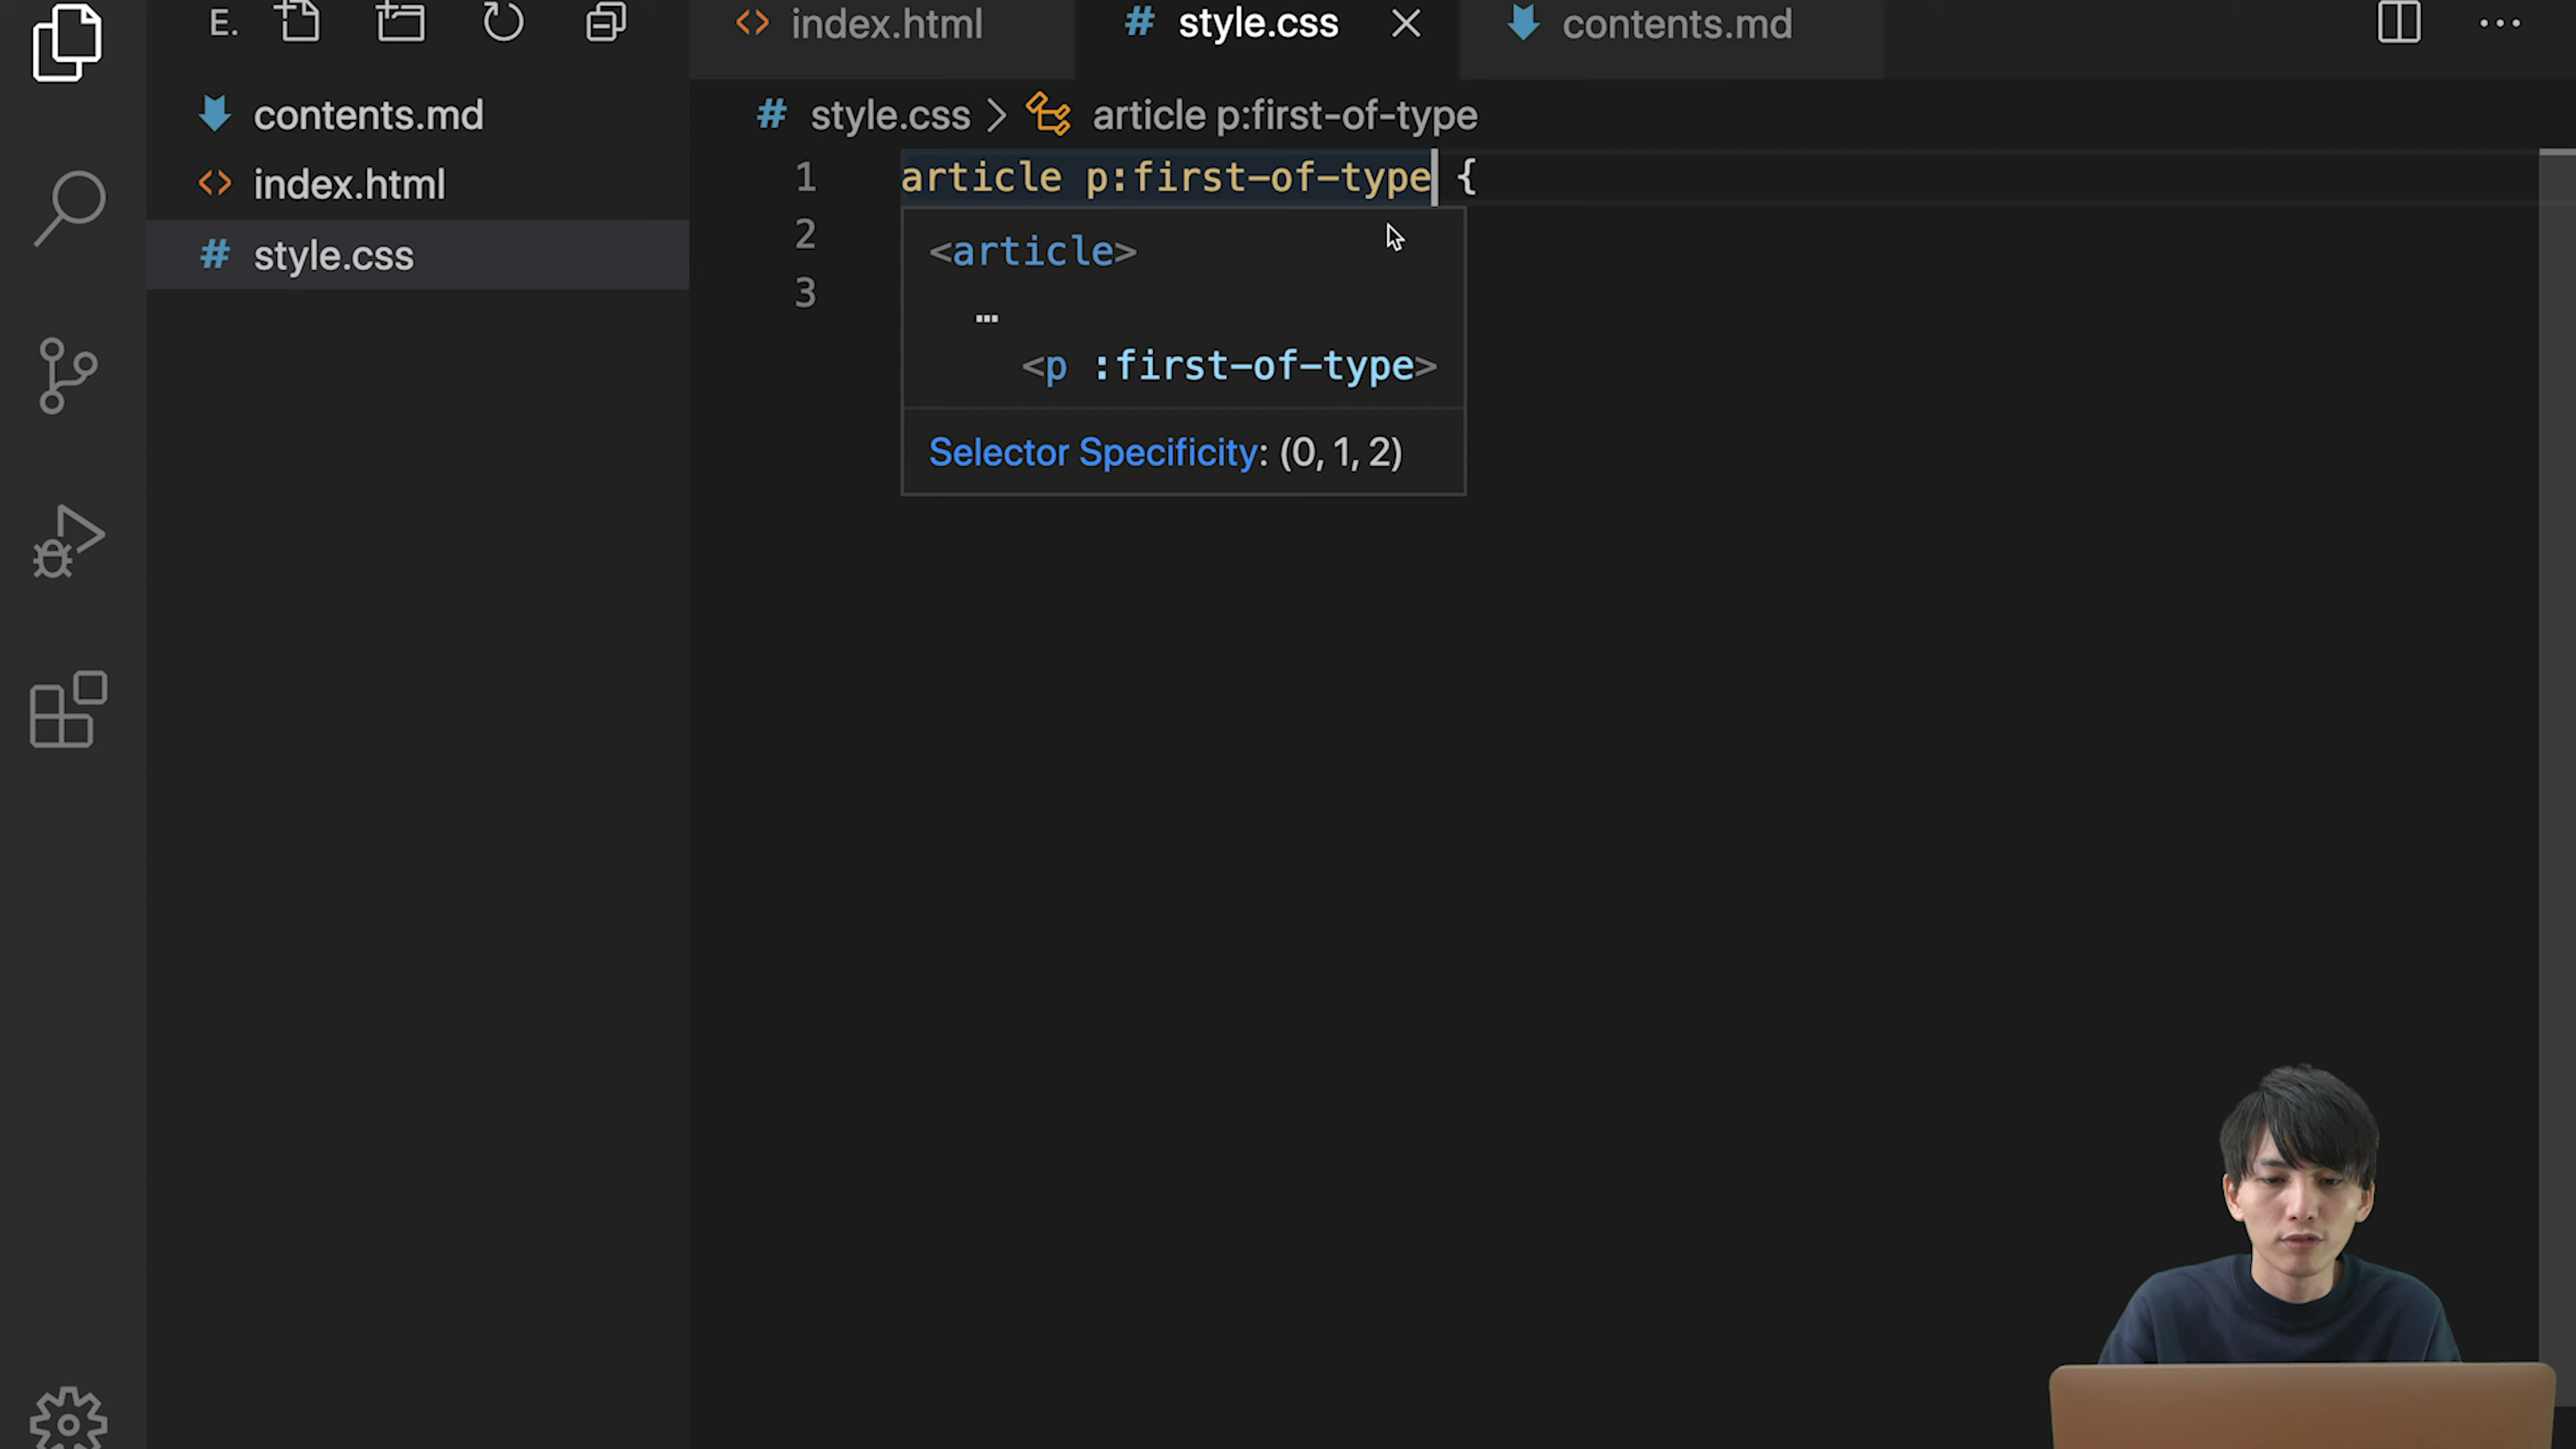 E.
index.html
# style.css
contents.md
contents.md
index.html
# style.css
# style.css > article p:first-of-type
1 article p:first-of-type {
2
3
<article>
…
<p :first-of-type>
Selector Specificity: (0, 1, 2)